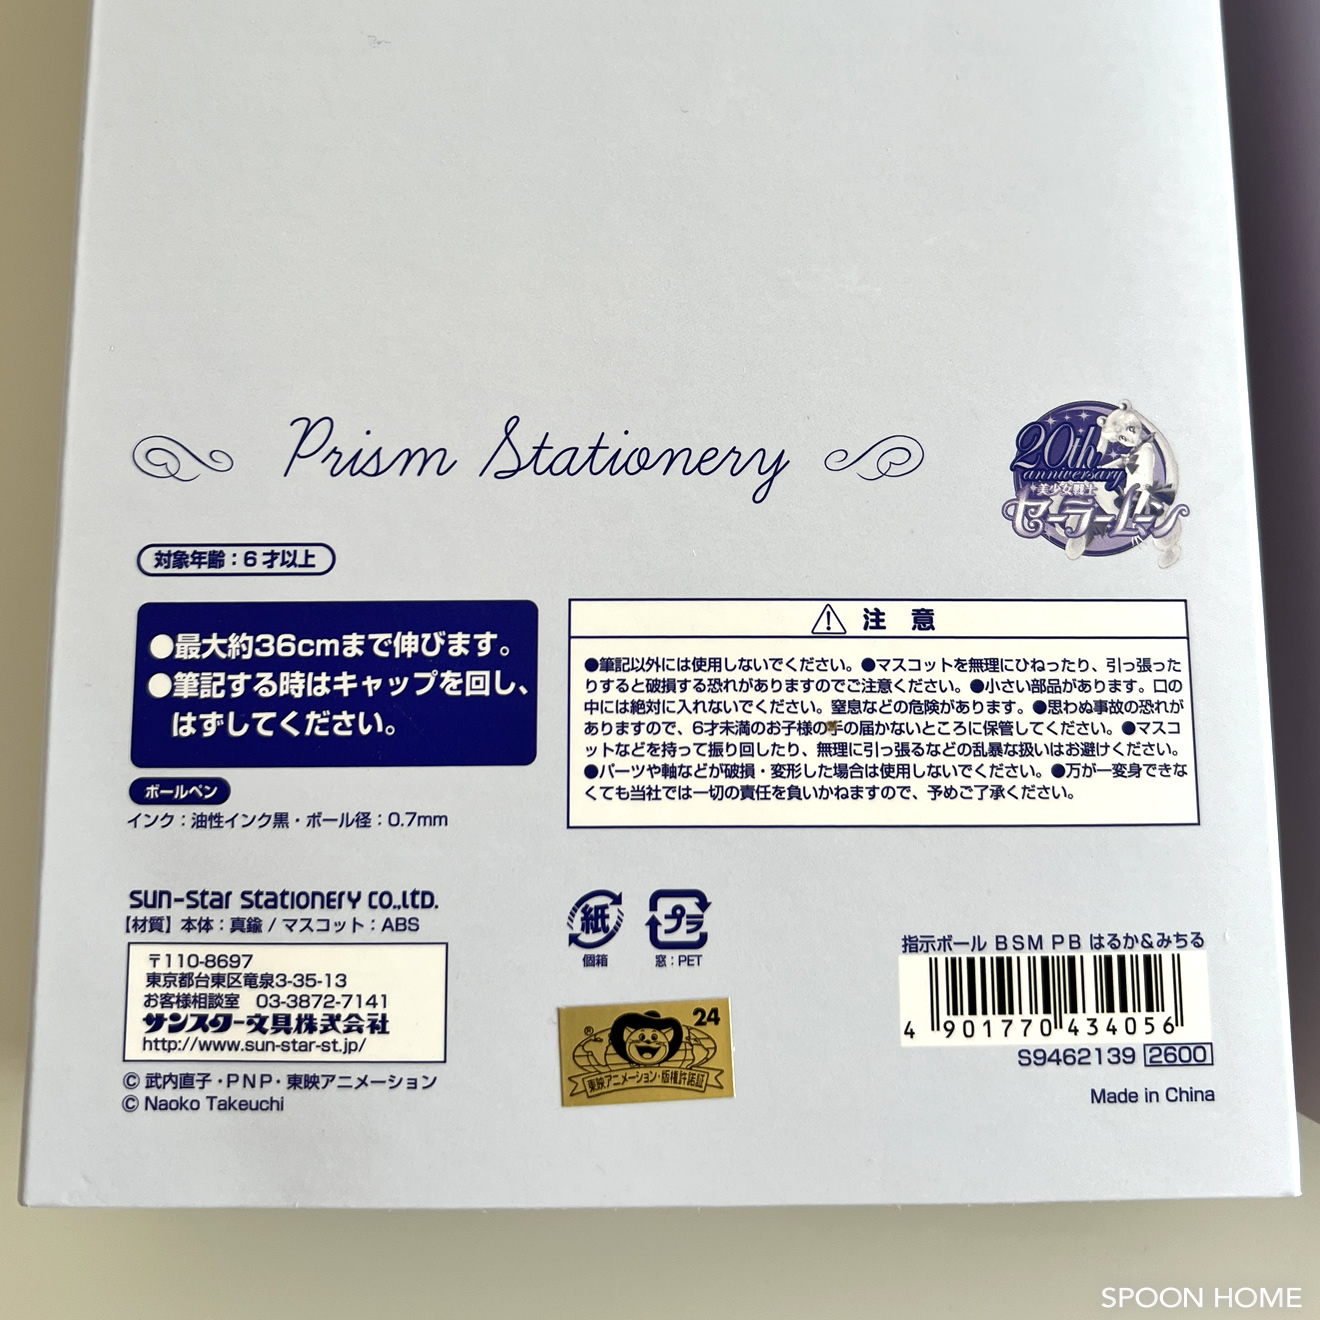 Prism Stationery
20th
anniversary
美少女戦士
セーラームーン
対象年齢：6才以上
●最大約36cmまで伸びます。
●筆記する時はキャップを回し、
はずしてください。
ボールペン
インク：油性インク黒・ボール径：0.7mm
⚠ 注 意
●筆記以外には使用しないでください。●マスコットを無理にひねったり、引っ張った
りすると破損する恐れがありますのでご注意ください。●小さい部品があります。口の
中には絶対に入れないでください。窒息などの危険があります。●思わぬ事故の恐れが
ありますので、6才未満のお子様の手の届かないところに保管してください。●マスコ
ットなどを持って振り回したり、無理に引っ張るなどの乱暴な扱いはお避けください。
●パーツや軸などが破損・変形した場合は使用しないでください。●万が一変身できな
くても当社では一切の責任を負いかねますので、予めご了承ください。
SUN-STAR STATIONERY CO.,LTD.
【材質】本体：真鍮 / マスコット：ABS
〒110-8697
東京都台東区竜泉3-35-13
お客様相談室 03-3872-7141
サンスター文具株式会社
http://www.sun-star-st.jp/
© 武内直子・PNP・東映アニメーション
© Naoko Takeuchi
紙
個箱
プラ
窓：PET
24
®
東映アニメーション・版権許諾証
指示ボール BSM PB はるか&みちる
4 901770 434056
S9462139 2600
Made in China
SPOON HOME